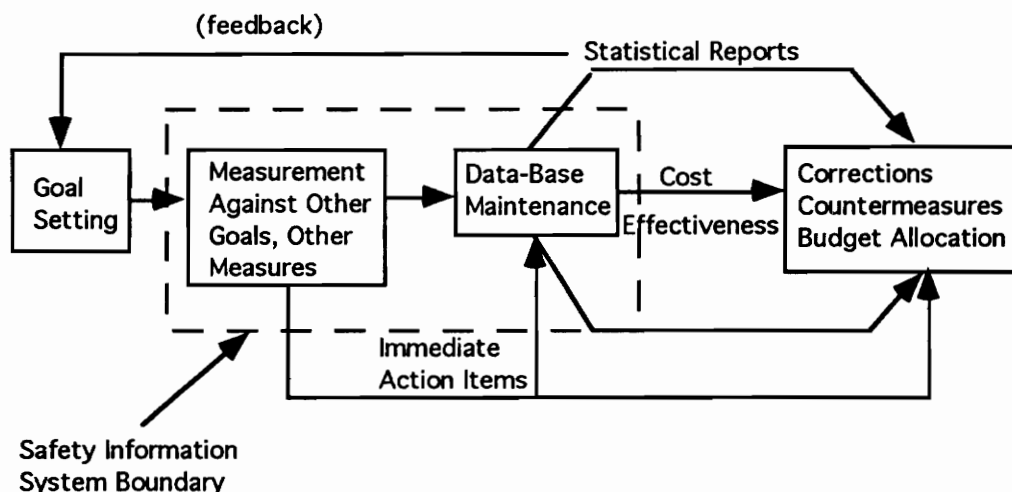 (feedback)
Statistical Reports
Goal
Setting
Measurement
Against Other
Goals, Other
Measures
Data-Base
Maintenance
Cost
Effectiveness
Corrections
Countermeasures
Budget Allocation
Immediate
Action Items
Safety Information
System Boundary